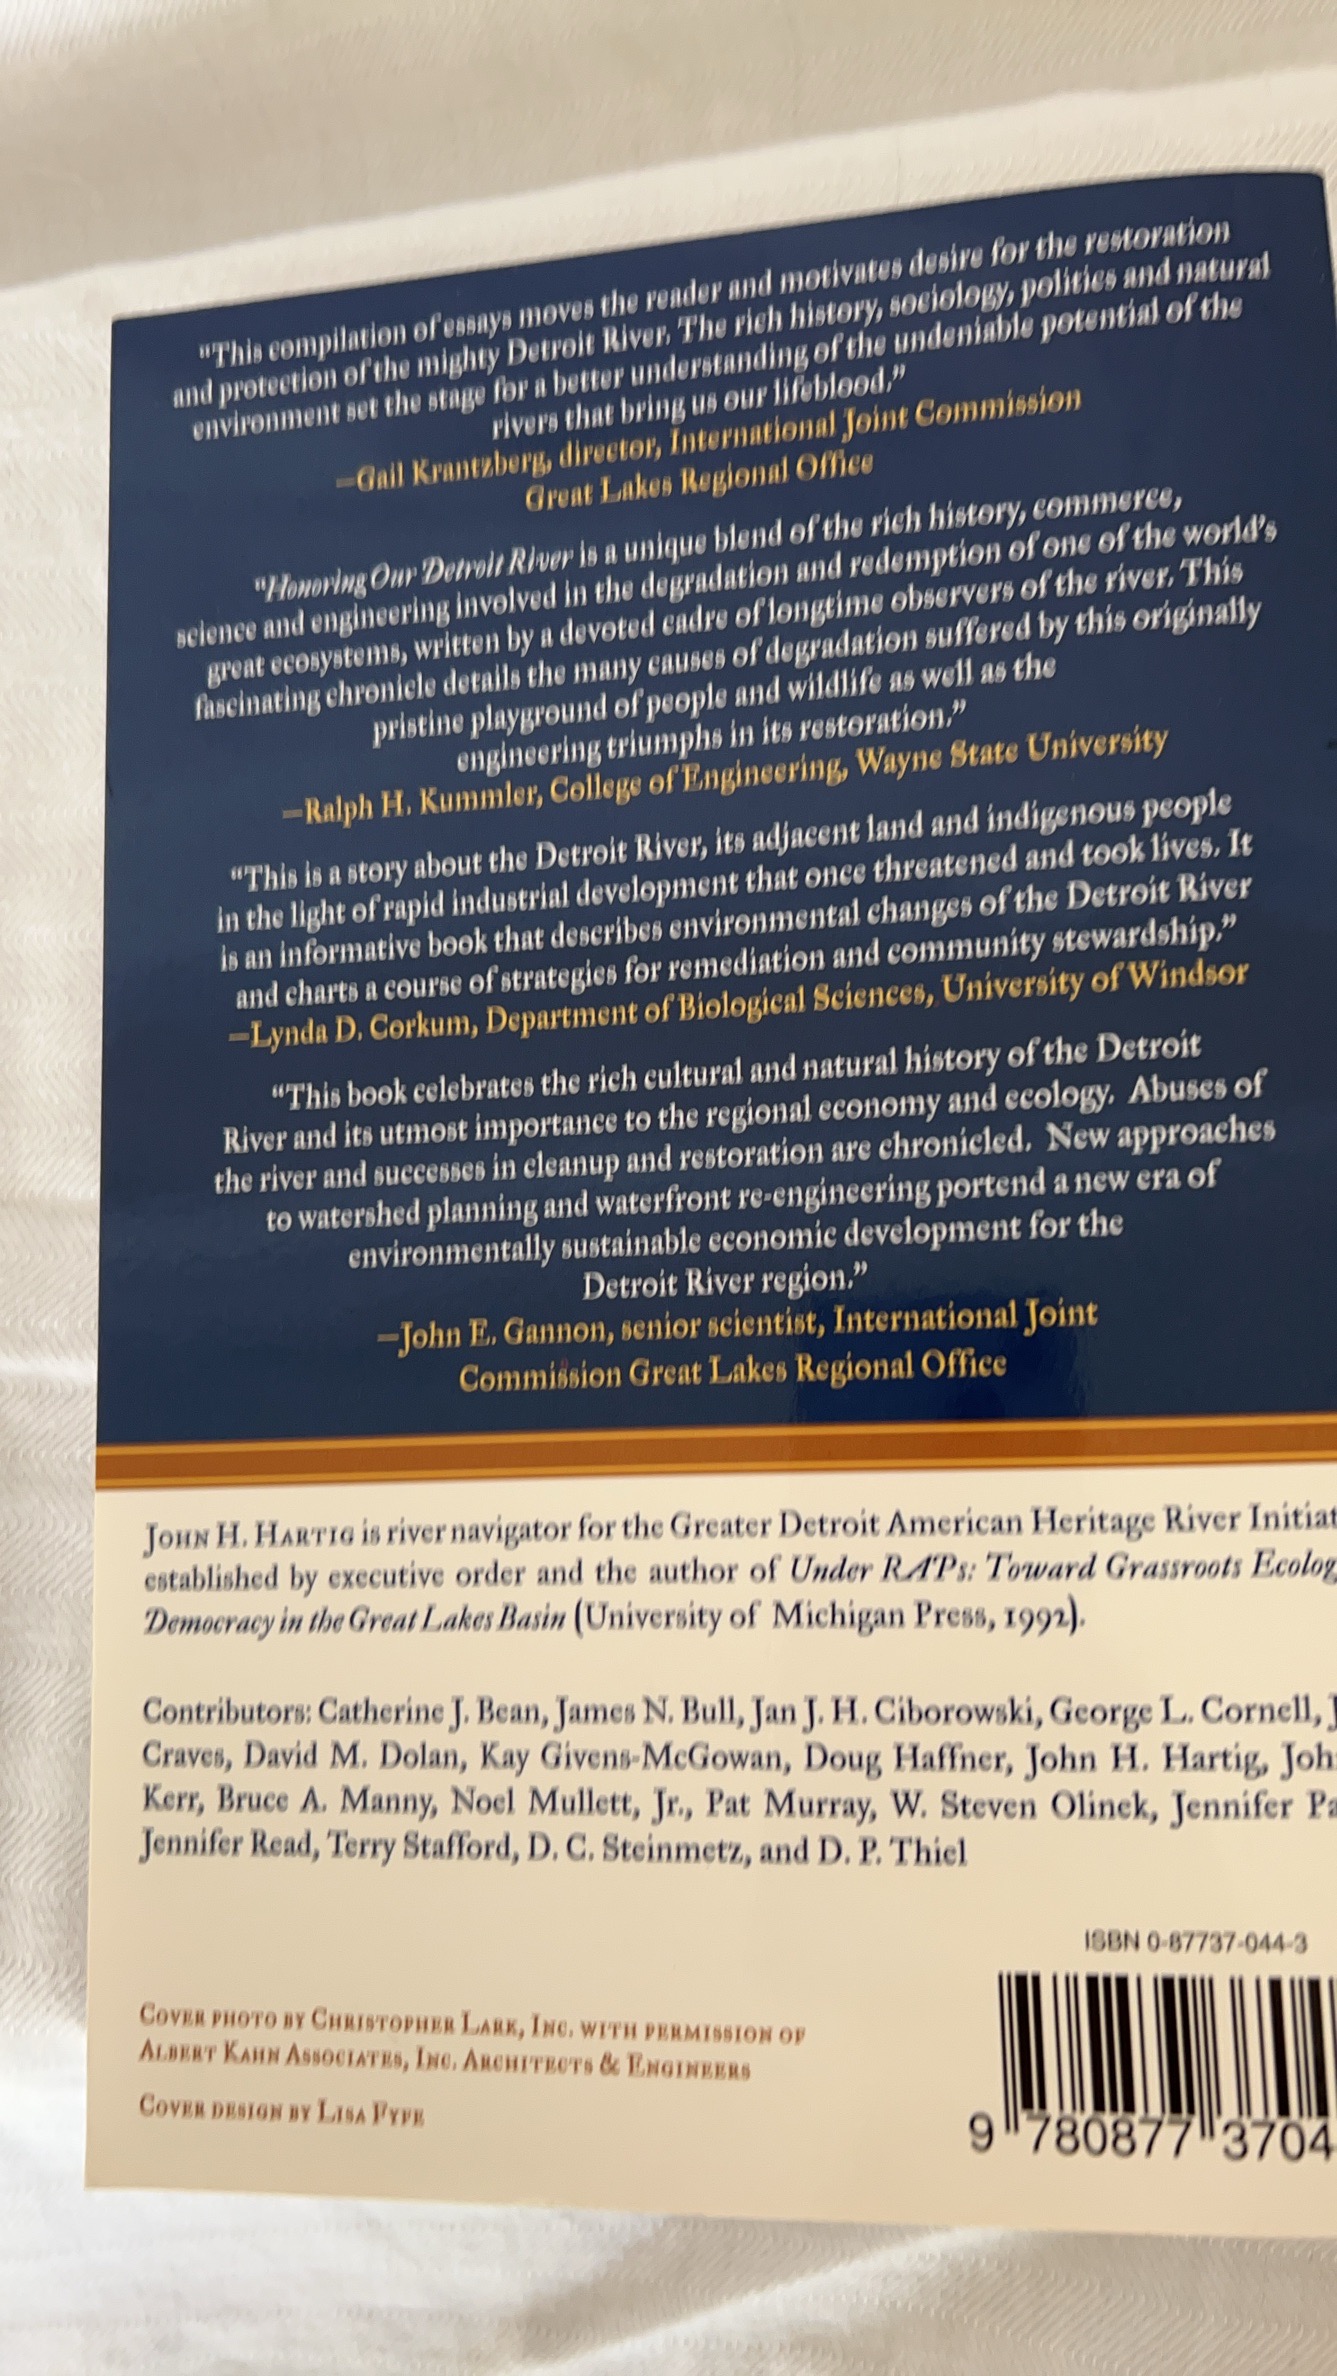 "This compilation of essays moves the reader and motivates desire for the restoration
and protection of the mighty Detroit River. The rich history, sociology, politics and natural
environment set the stage for a better understanding of the undeniable potential of the
rivers that bring us our lifeblood."
—Gail Krantzberg, director, International Joint Commission
Great Lakes Regional Office
"Honoring Our Detroit River is a unique blend of the rich history, commerce,
science and engineering involved in the degradation and redemption of one of the world's
great ecosystems, written by a devoted cadre of longtime observers of the river. This
fascinating chronicle details the many causes of degradation suffered by this originally
pristine playground of people and wildlife as well as the
engineering triumphs in its restoration."
—Ralph H. Kummler, College of Engineering, Wayne State University
"This is a story about the Detroit River, its adjacent land and indigenous people
in the light of rapid industrial development that once threatened and took lives. It
is an informative book that describes environmental changes of the Detroit River
and charts a course of strategies for remediation and community stewardship."
—Lynda D. Corkum, Department of Biological Sciences, University of Windsor
"This book celebrates the rich cultural and natural history of the Detroit
River and its utmost importance to the regional economy and ecology. Abuses of
the river and successes in cleanup and restoration are chronicled. New approaches
to watershed planning and waterfront re-engineering portend a new era of
environmentally sustainable economic development for the
Detroit River region."
—John E. Gannon, senior scientist, International Joint
Commission Great Lakes Regional Office
JOHN H. HARTIG is river navigator for the Greater Detroit American Heritage River Initiat
established by executive order and the author of Under RAPs: Toward Grassroots Ecolog
Democracy in the Great Lakes Basin (University of Michigan Press, 1992).
Contributors: Catherine J. Bean, James N. Bull, Jan J. H. Ciborowski, George L. Cornell, J
Craves, David M. Dolan, Kay Givens-McGowan, Doug Haffner, John H. Hartig, Joh
Kerr, Bruce A. Manny, Noel Mullett, Jr., Pat Murray, W. Steven Olinek, Jennifer Pa
Jennifer Read, Terry Stafford, D. C. Steinmetz, and D. P. Thiel
ISBN 0-87737-044-3
COVER PHOTO BY CHRISTOPHER LARK, INC. WITH PERMISSION OF
ALBERT KAHN ASSOCIATES, INC. ARCHITECTS & ENGINEERS
COVER DESIGN BY LISA FYFE
9 780877 3704